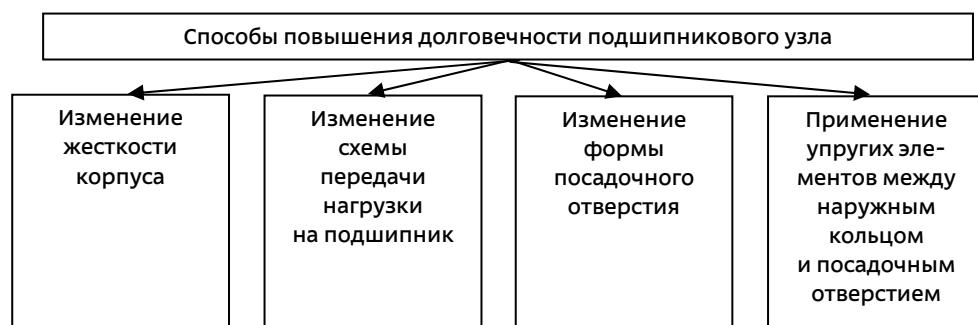 Способы повышения долговечности подшипникового узла
Изменение
жесткости
корпуса
Изменение
схемы
передачи
нагрузки
на подшипник
Изменение
формы
посадочного
отверстия
Применение
упругих эле-
ментов между
наружным
кольцом
и посадочным
отверстием